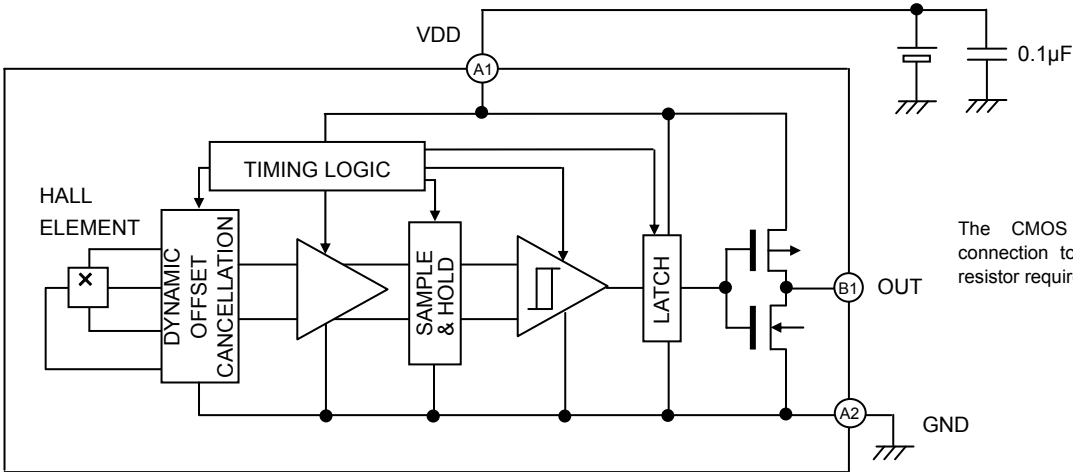 VDD
A1
0.1µF
TIMING LOGIC
HALL
ELEMENT
DYNAMIC
OFFSET
CANCELLATION
SAMPLE
& HOLD
LATCH
B1
OUT
The CMOS
connection to
resistor requir
A2
GND